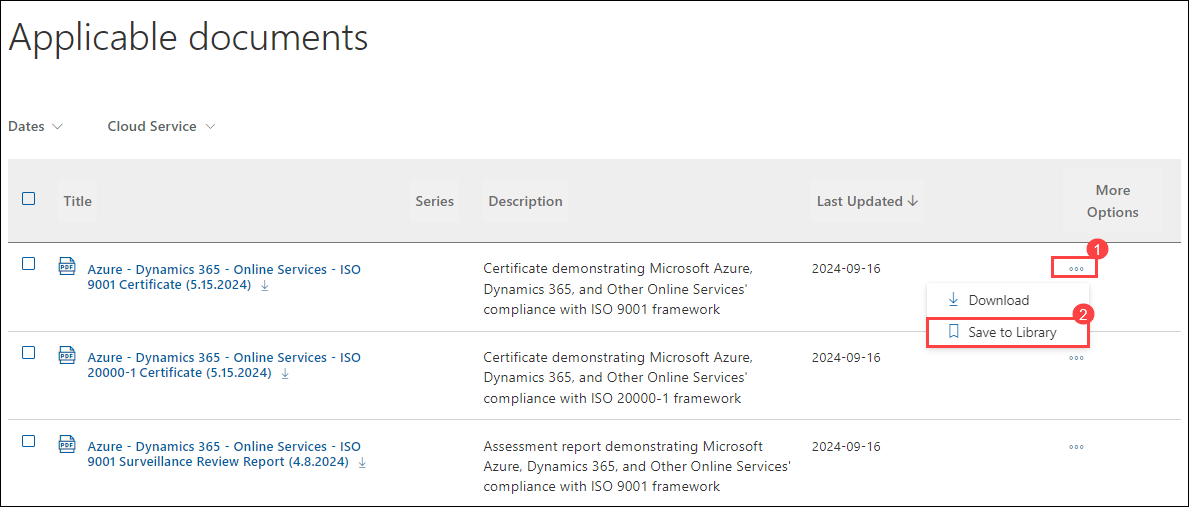 Applicable documents
Dates
Cloud Service
Title
Series
Description
Last Updated
More
Options
1
PDF
Azure - Dynamics 365 - Online Services - ISO
9001 Certificate (5.15.2024)
Certificate demonstrating Microsoft Azure,
Dynamics 365, and Other Online Services'
compliance with ISO 9001 framework
2024-09-16
Download
2
Save to Library
PDF
Azure - Dynamics 365 - Online Services - ISO
20000-1 Certificate (5.15.2024)
Certificate demonstrating Microsoft Azure,
Dynamics 365, and Other Online Services'
compliance with ISO 20000-1 framework
2024-09-16
PDF
Azure - Dynamics 365 - Online Services - ISO
9001 Surveillance Review Report (4.8.2024)
Assessment report demonstrating Microsoft
Azure, Dynamics 365, and Other Online Services'
compliance with ISO 9001 framework
2024-09-16